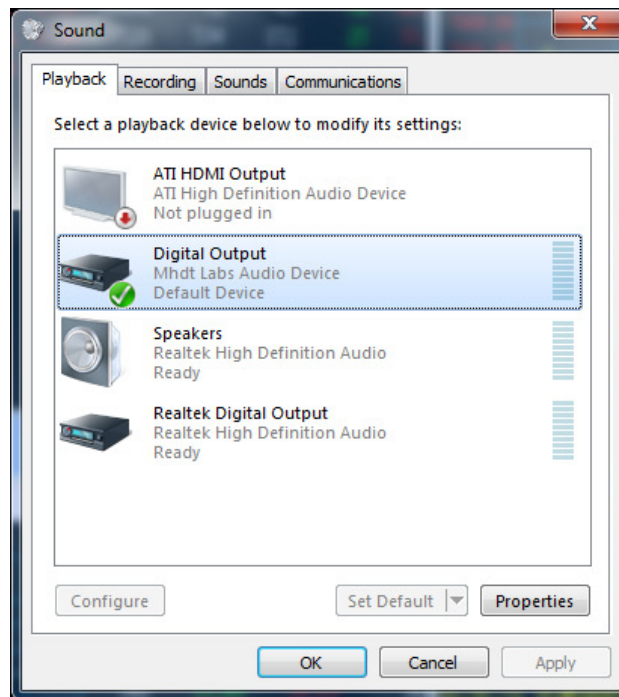 Sound
Playback Recording Sounds Communications
Select a playback device below to modify its settings:
ATI HDMI Output
ATI High Definition Audio Device
Not plugged in
Digital Output
Mhdt Labs Audio Device
Default Device
Speakers
Realtek High Definition Audio
Ready
Realtek Digital Output
Realtek High Definition Audio
Ready
Configure Set Default Properties
OK Cancel Apply